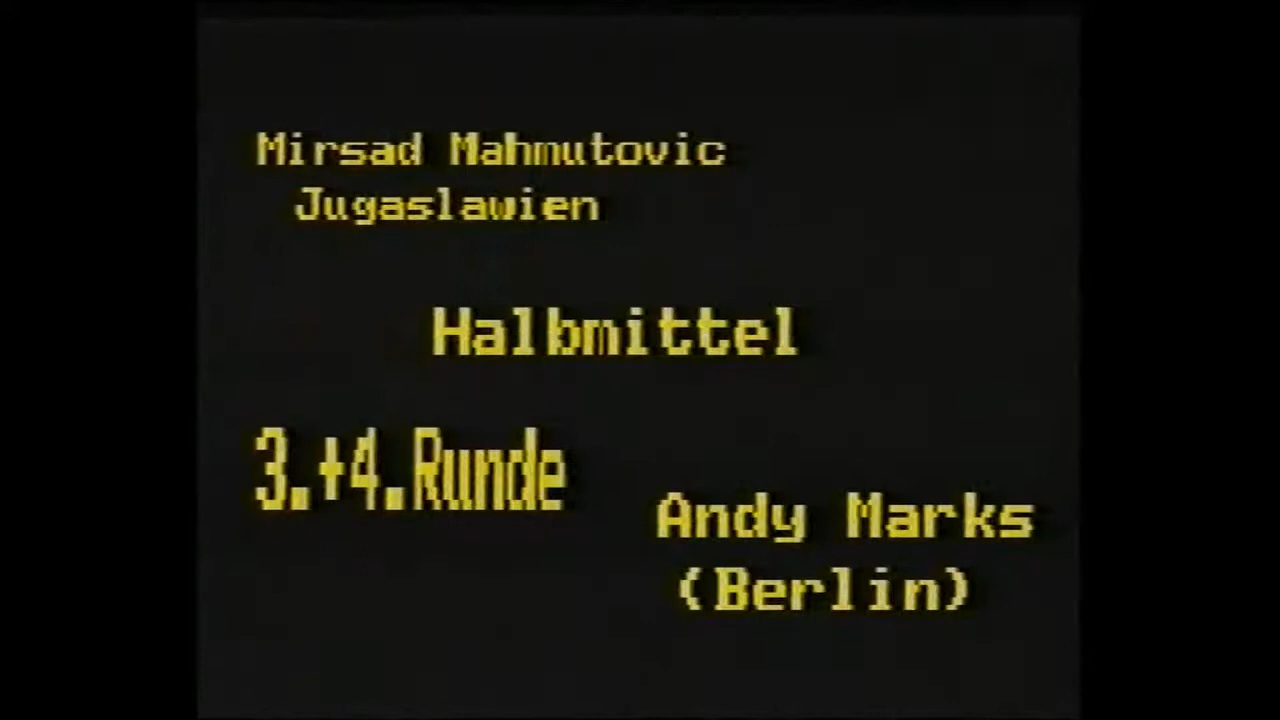 Mirsad Mahmutovic
Jugaslawien
Halbmittel
3.+4.Runde
Andy Marks
(Berlin)